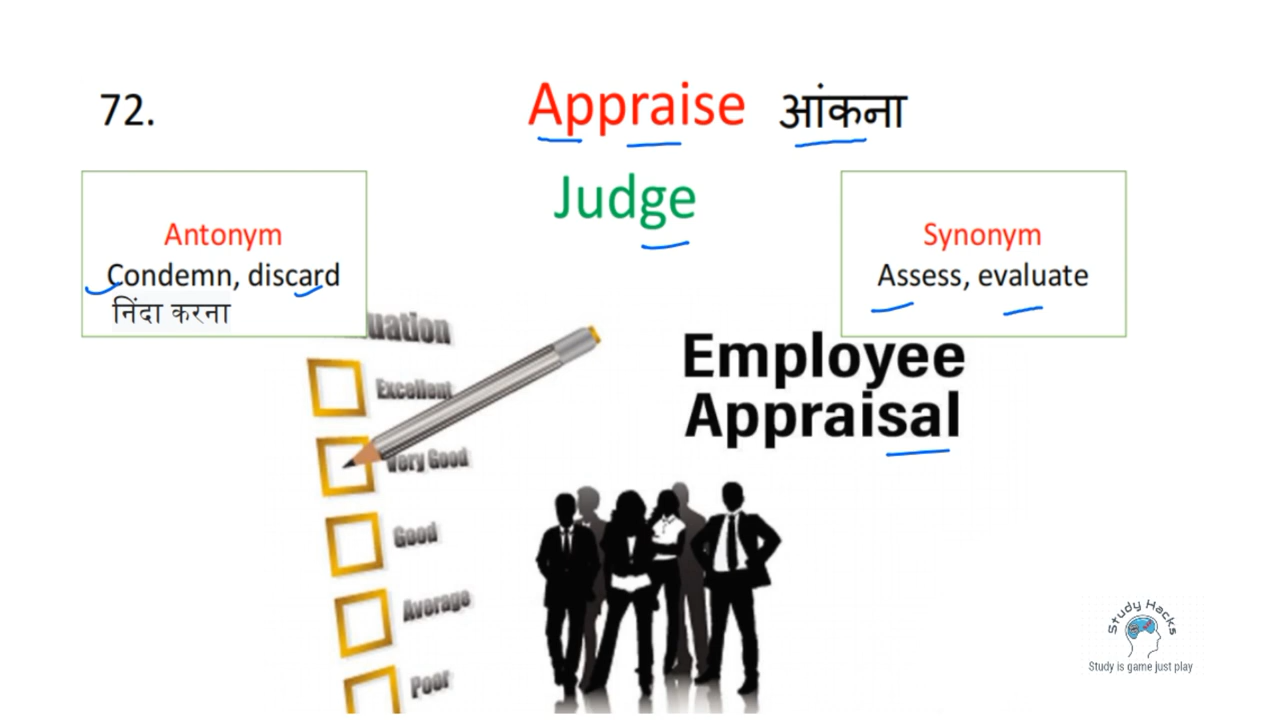 72.
Appraise आंकना
Judge
Antonym
Condemn, discard
निंदा करना
Synonym
Assess, evaluate
uation
Excellent
Very Good
Good
Average
Poor
Employee
Appraisal
Study Hacks
Study is game just play